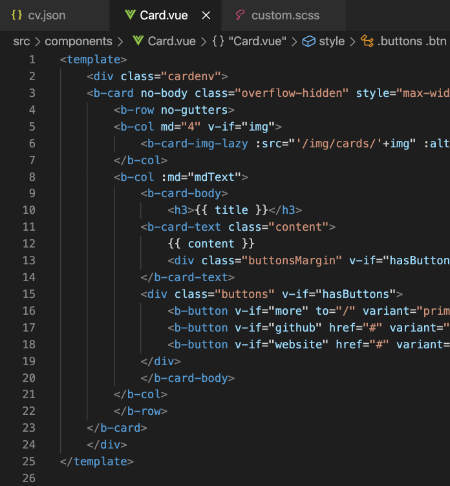 {} cv.json Card.vue × custom.scss
src > components > Card.vue > {} "Card.vue" > style > .buttons .btn
1 <template>
2 <div class="cardenv">
3 <b-card no-body class="overflow-hidden" style="max-wid
4 <b-row no-gutters>
5 <b-col md="4" v-if="img">
6 <b-card-img-lazy :src="'/img/cards/'+img" :alt
7 </b-col>
8 <b-col :md="mdText">
9 <b-card-body>
10 <h3>{{ title }}</h3>
11 <b-card-text class="content">
12 {{ content }}
13 <div class="buttonsMargin" v-if="hasButton
14 </b-card-text>
15 <div class="buttons" v-if="hasButtons">
16 <b-button v-if="more" to="/" variant="prim
17 <b-button v-if="github" href="#" variant="
18 <b-button v-if="website" href="#" variant=
19 </div>
20 </b-card-body>
21 </b-col>
22 </b-row>
23 </b-card>
24 </div>
25 </template>
26